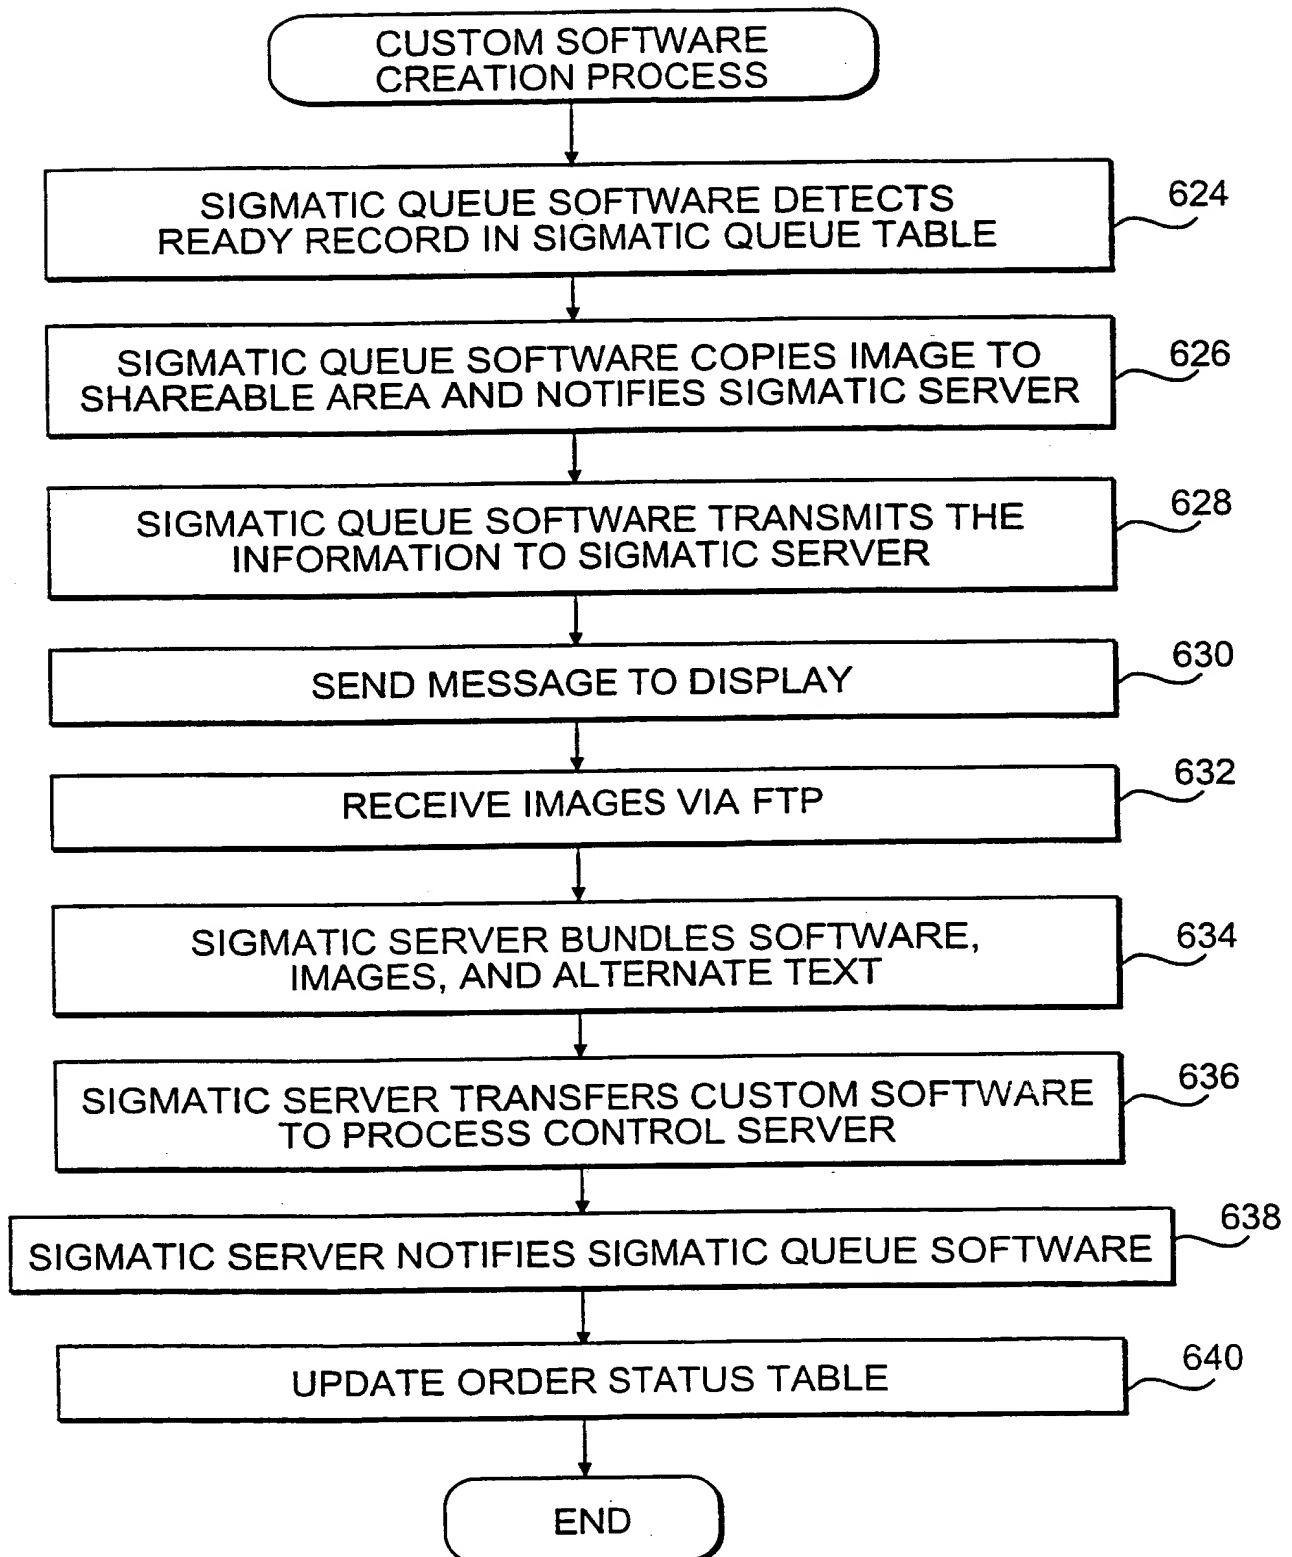 CUSTOM SOFTWARE
CREATION PROCESS
SIGMATIC QUEUE SOFTWARE DETECTS
READY RECORD IN SIGMATIC QUEUE TABLE
624
SIGMATIC QUEUE SOFTWARE COPIES IMAGE TO
SHAREABLE AREA AND NOTIFIES SIGMATIC SERVER
626
SIGMATIC QUEUE SOFTWARE TRANSMITS THE
INFORMATION TO SIGMATIC SERVER
628
SEND MESSAGE TO DISPLAY
630
RECEIVE IMAGES VIA FTP
632
SIGMATIC SERVER BUNDLES SOFTWARE,
IMAGES, AND ALTERNATE TEXT
634
SIGMATIC SERVER TRANSFERS CUSTOM SOFTWARE
TO PROCESS CONTROL SERVER
636
SIGMATIC SERVER NOTIFIES SIGMATIC QUEUE SOFTWARE
638
UPDATE ORDER STATUS TABLE
640
END